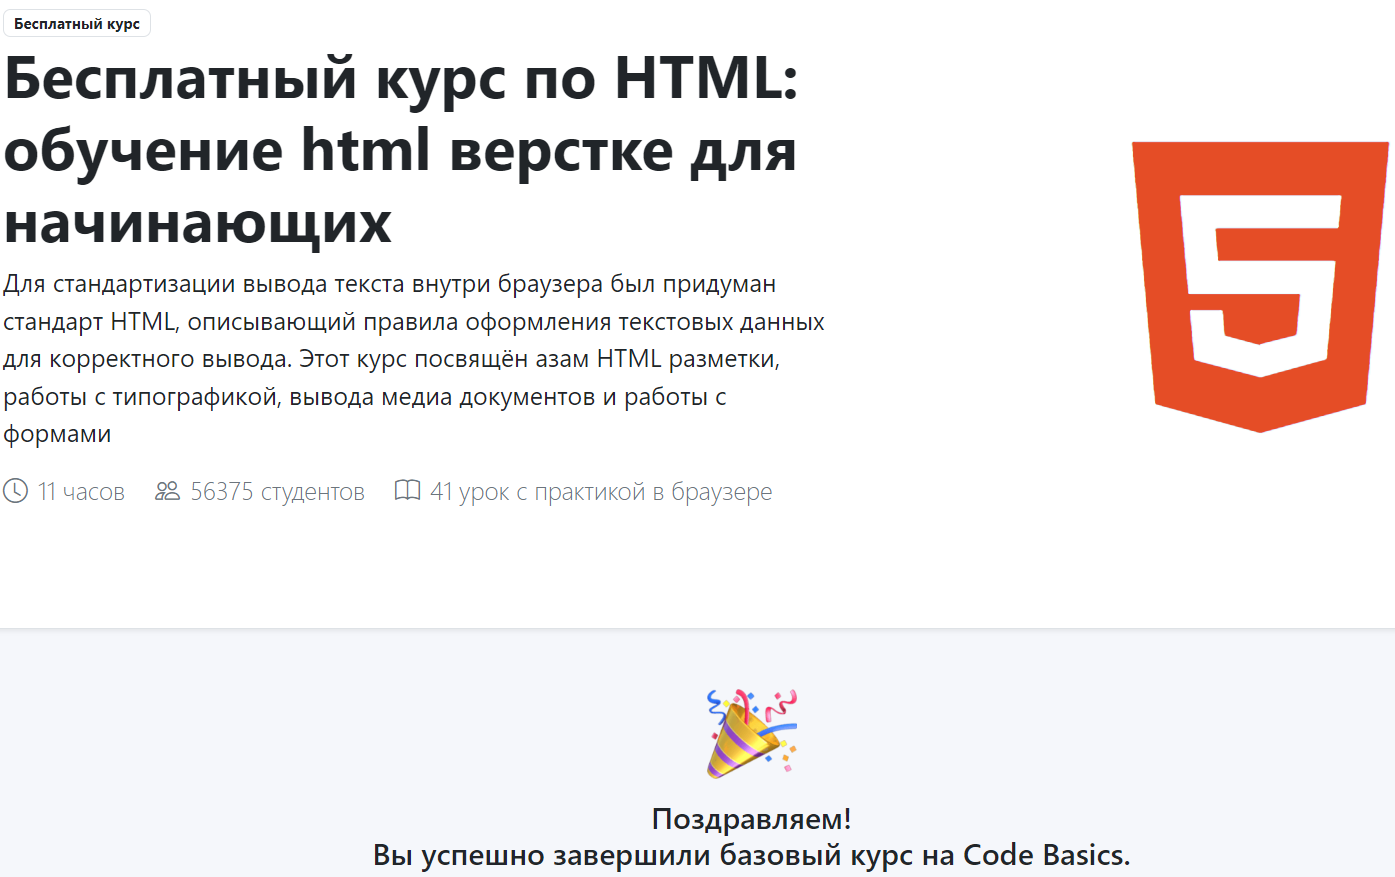 Бесплатный курс
Бесплатный курс по HTML:
обучение html верстке для
начинающих
Для стандартизации вывода текста внутри браузера был придуман
стандарт HTML, описывающий правила оформления текстовых данных
для корректного вывода. Этот курс посвящён азам HTML разметки,
работы с типографикой, вывода медиа документов и работы с
формами
11 часов 56375 студентов 41 урок с практикой в браузере
Поздравляем!
Вы успешно завершили базовый курс на Code Basics.